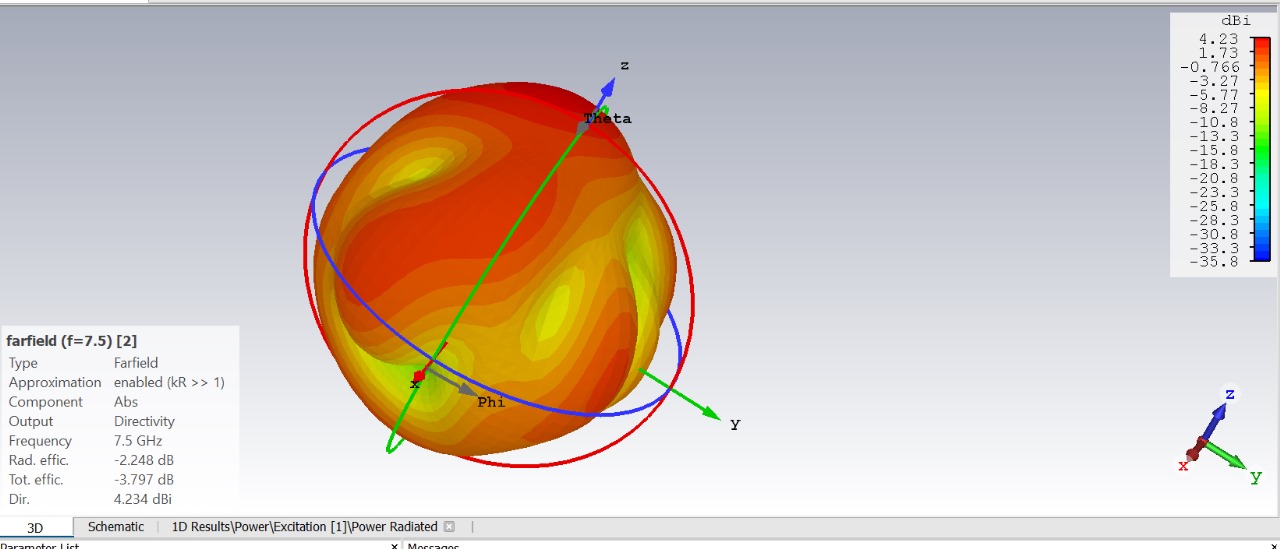 dBi
4.23
1.73
-0.766
-3.27
-5.77
-8.27
-10.8
-13.3
-15.8
-18.3
-20.8
-23.3
-25.8
-28.3
-30.8
-33.3
-35.8
z
Theta
x
Phi
y
farfield (f=7.5) [2]
Type Farfield
Approximation enabled (kR >> 1)
Component Abs
Output Directivity
Frequency 7.5 GHz
Rad. effic. -2.248 dB
Tot. effic. -3.797 dB
Dir. 4.234 dBi
z
x
y
3D Schematic 1D Results\Power\Excitation [1]\Power Radiated
Parameter List Messages